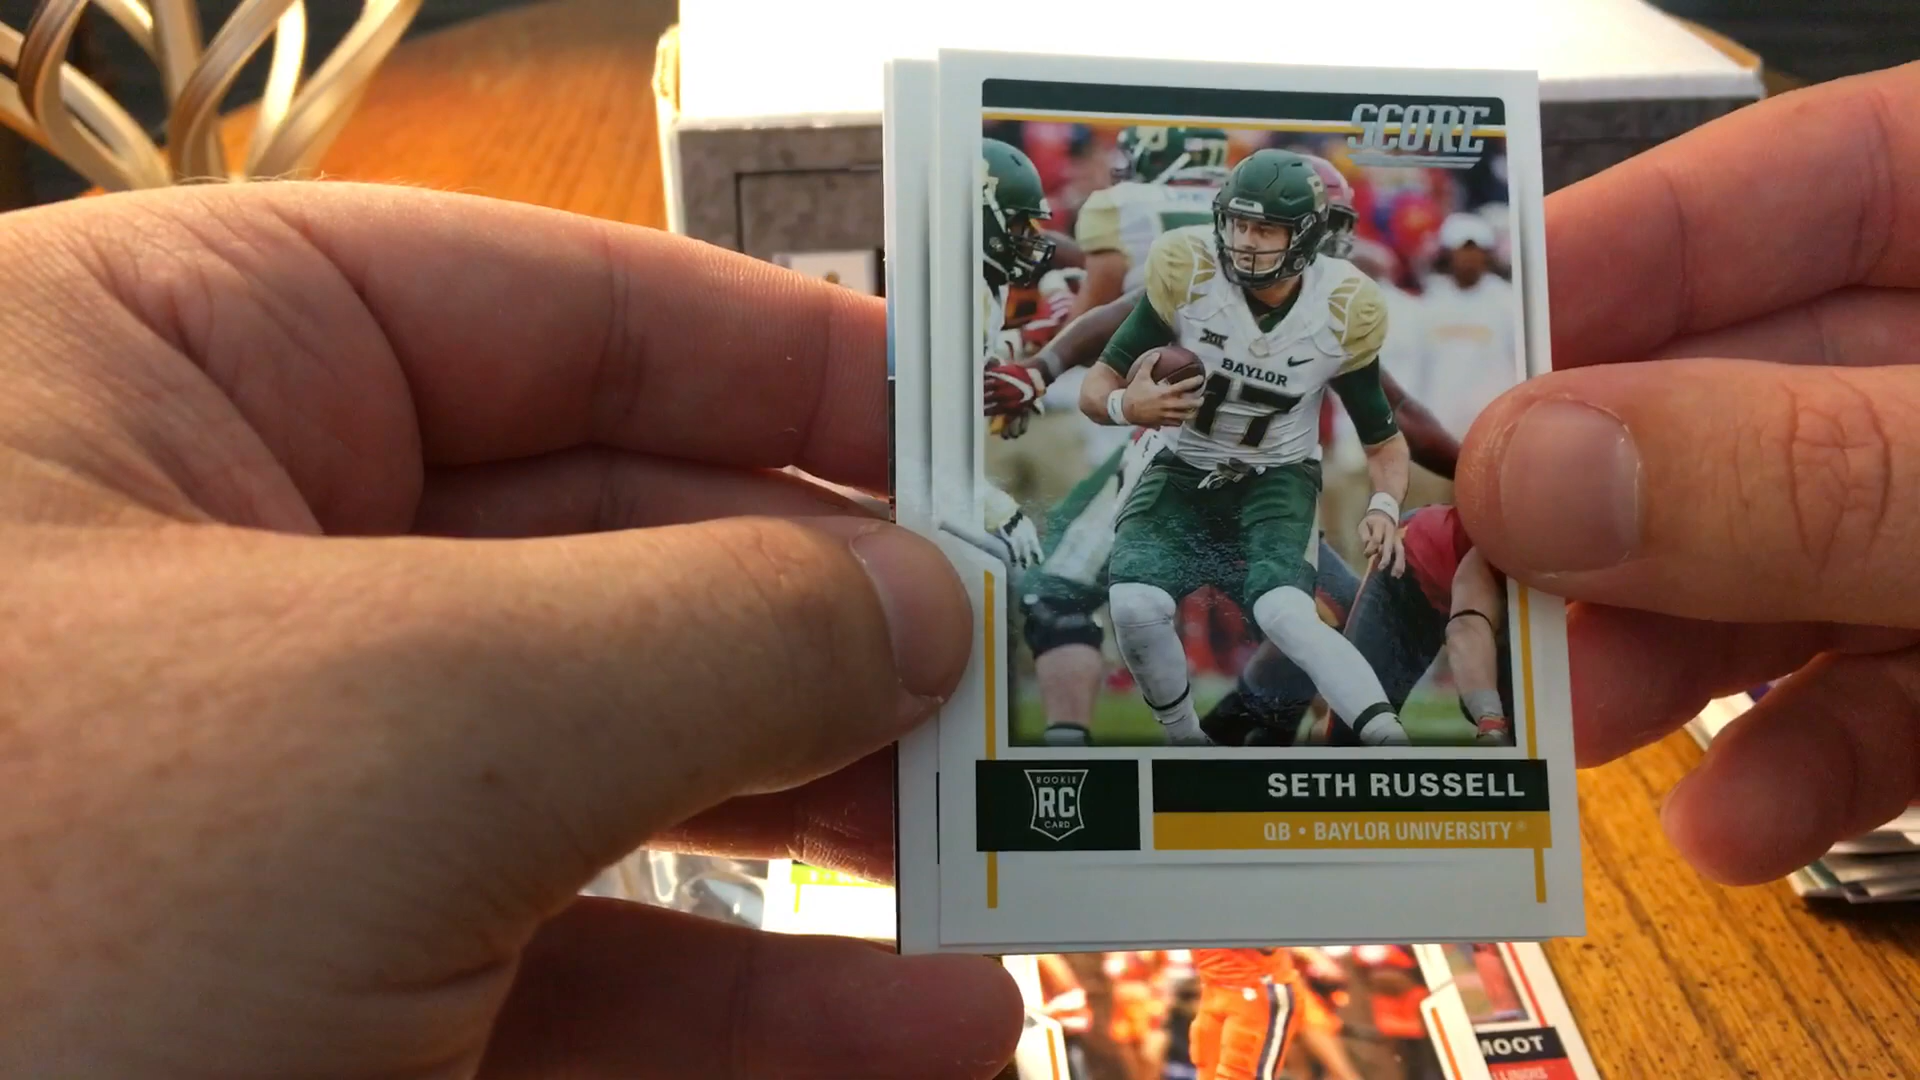 SCORE
BAYLOR
17
ROOKIE
RC
CARD
SETH RUSSELL
QB • BAYLOR UNIVERSITY
MOOT